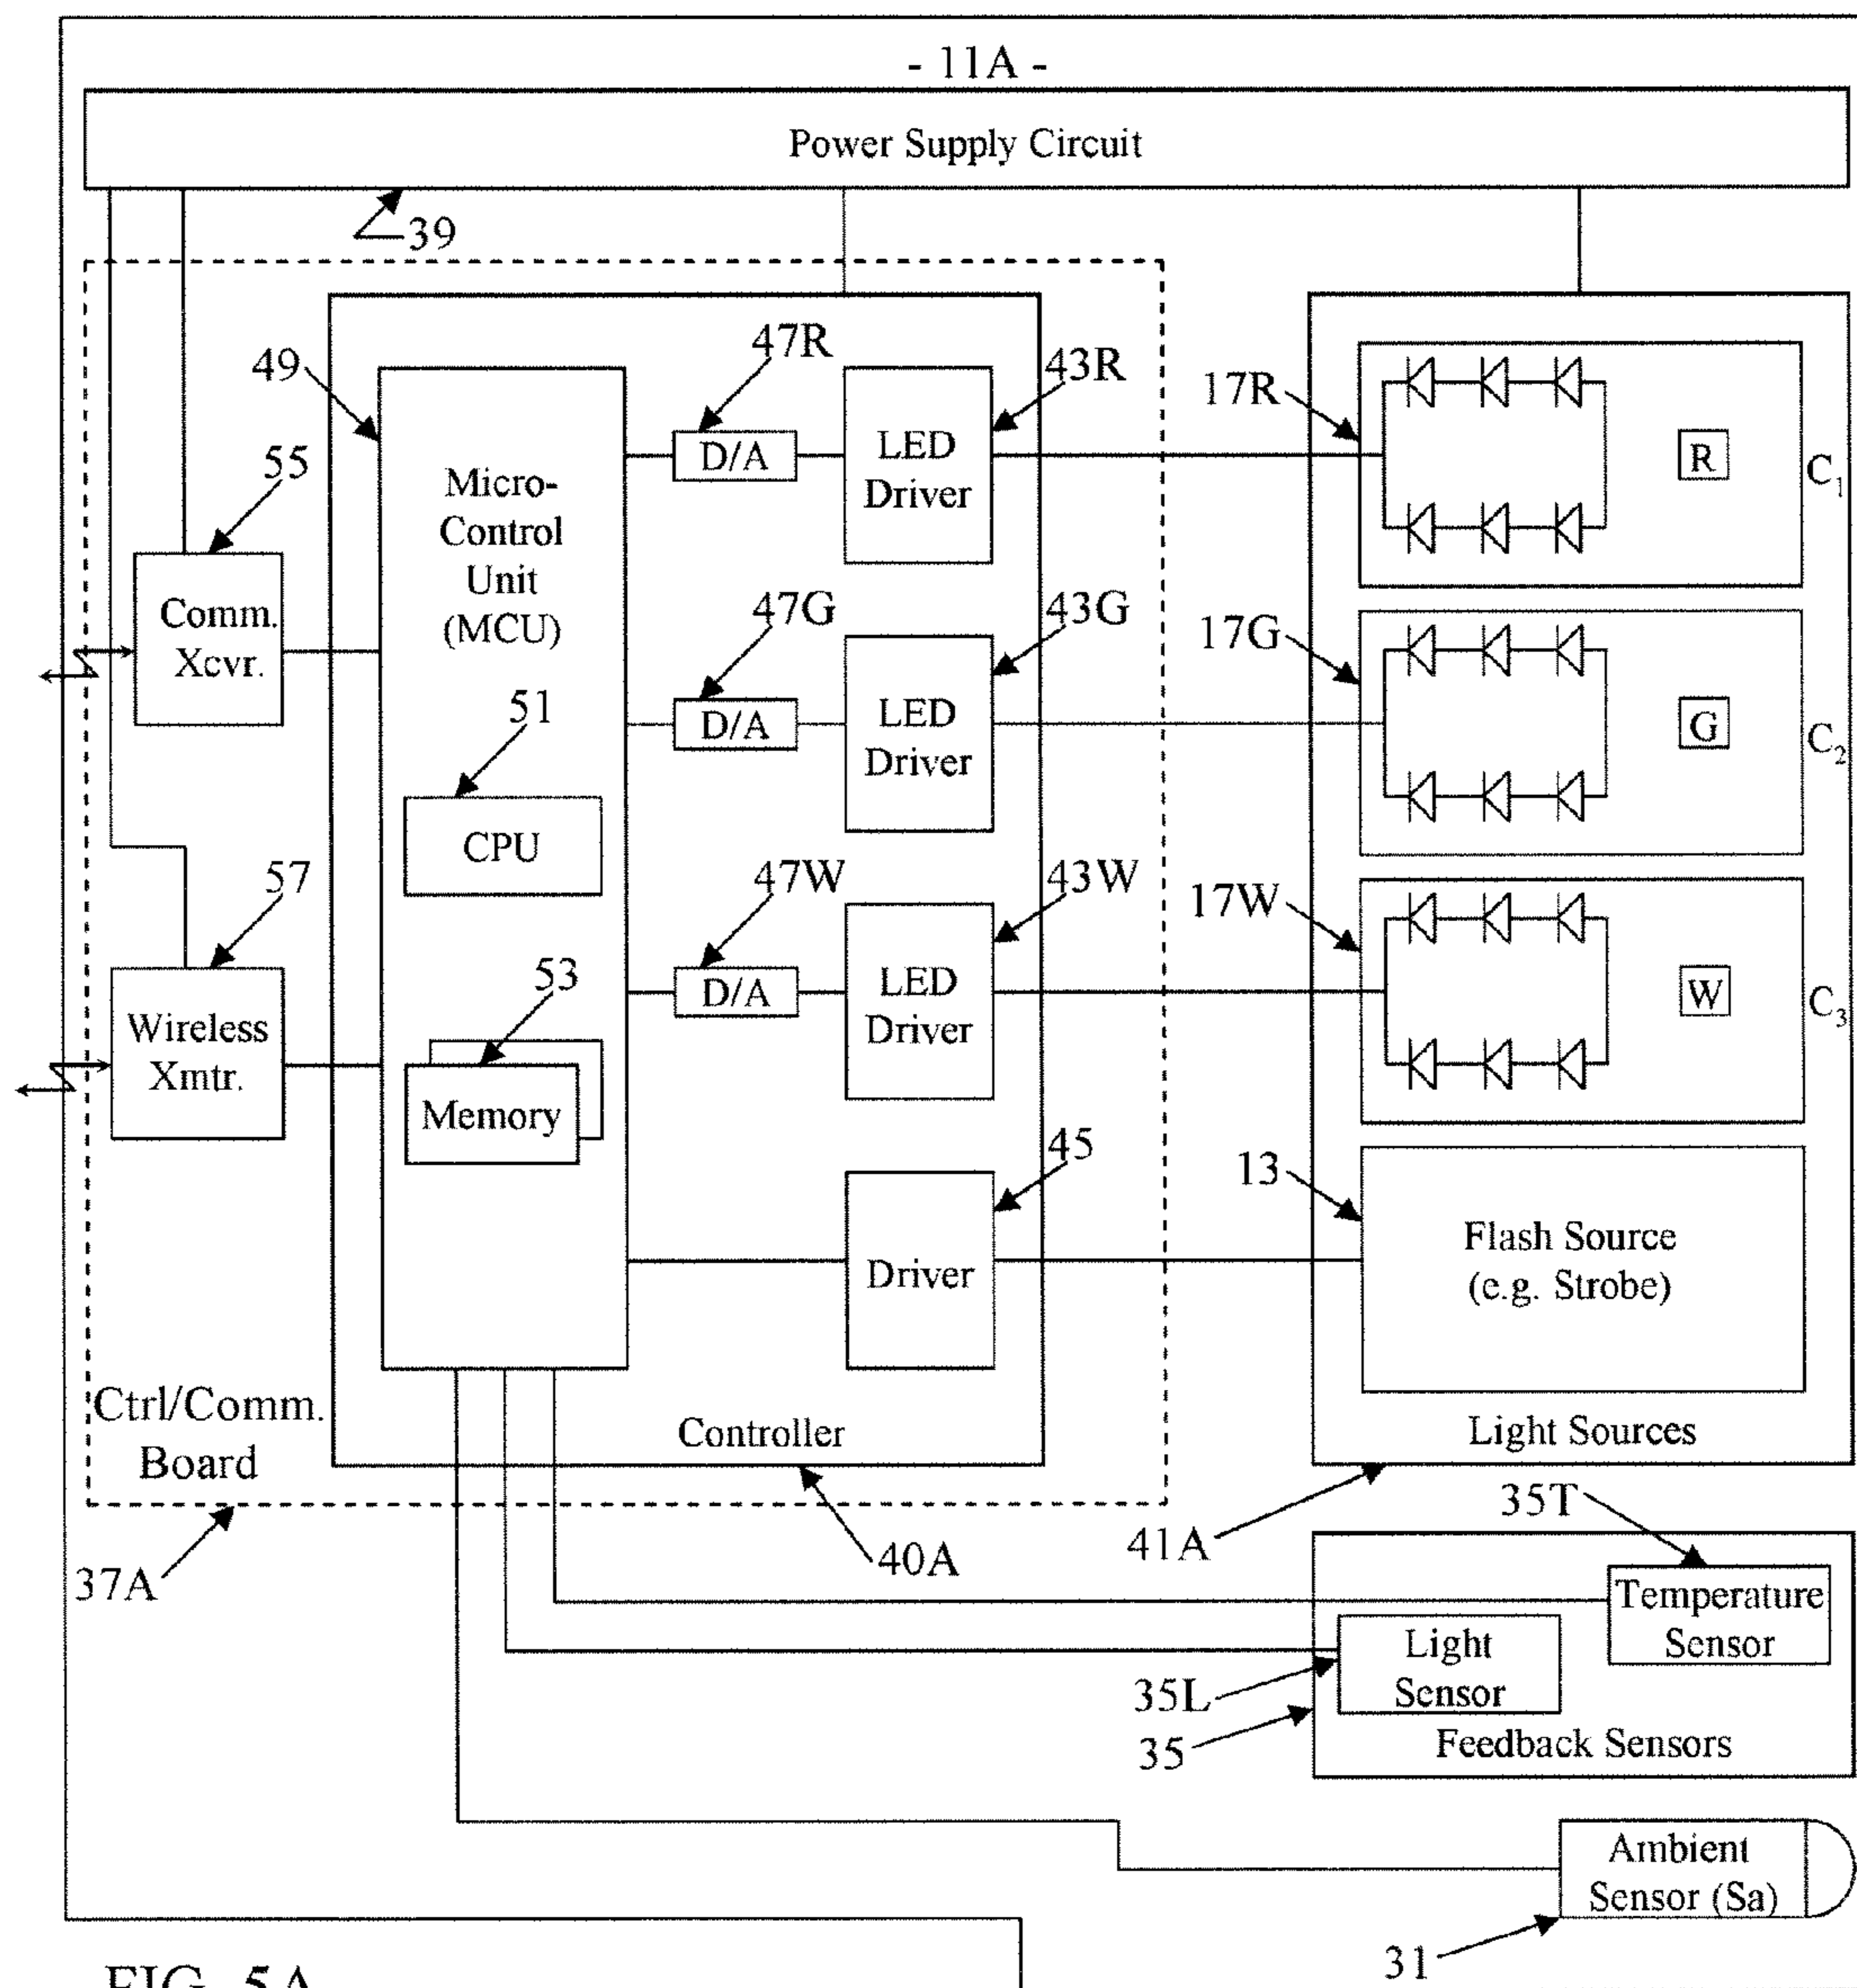 - 11A -
Power Supply Circuit
39
49
47R
43R
17R
55
Micro-
Control
Unit
(MCU)
D/A
LED
Driver
R
C1
Comm.
Xcvr.
47G
43G
17G
51
D/A
LED
Driver
G
C2
CPU
57
47W
43W
17W
53
D/A
LED
Driver
W
C3
Wireless
Xmtr.
Memory
45
13
Driver
Flash Source
(e.g. Strobe)
Ctrl/Comm.
Board
Controller
Light Sources
37A
40A
41A
35T
Temperature
Sensor
Light
Sensor
35L
35
Feedback Sensors
Ambient
Sensor (Sa)
31
FIG. 5A